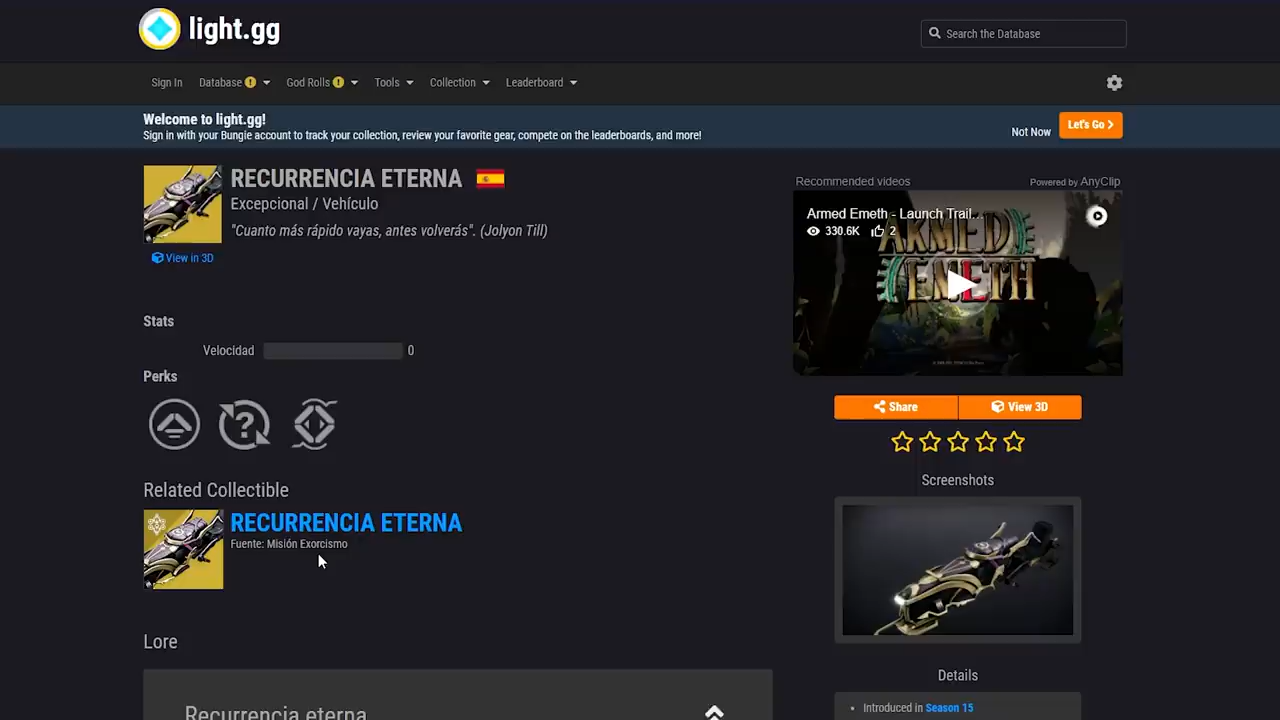 light.gg
Search the Database
Sign In
Database
God Rolls
Tools
Collection
Leaderboard
Welcome to light.gg!
Sign in with your Bungie account to track your collection, review your favorite gear, compete on the leaderboards, and more!
Not Now
Let's Go
RECURRENCIA ETERNA
Excepcional / Vehículo
"Cuanto más rápido vayas, antes volverás". (Jolyon Till)
View in 3D
Stats
Velocidad 0
Perks
Related Collectible
RECURRENCIA ETERNA
Fuente: Misión Exorcismo
Lore
Recurrencia eterna
Recommended videos
Powered by AnyClip
Armed Emeth - Launch Trail...
330.6K 2
ARMED
EMETH
Share
View 3D
Screenshots
Details
Introduced in Season 15